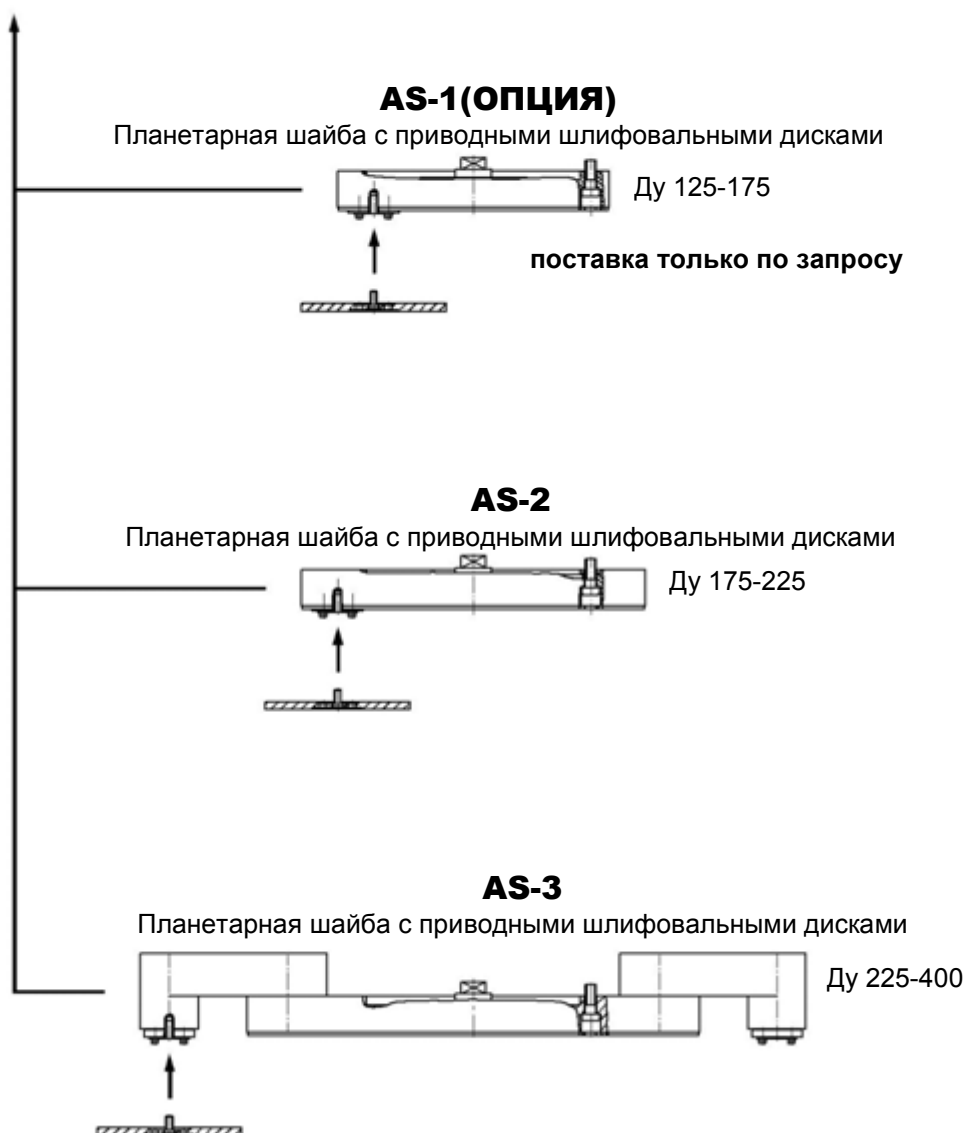 AS-1(ОПЦИЯ)
Планетарная шайба с приводными шлифовальными дисками
Ду 125-175
поставка только по запросу
AS-2
Планетарная шайба с приводными шлифовальными дисками
Ду 175-225
AS-3
Планетарная шайба с приводными шлифовальными дисками
Ду 225-400